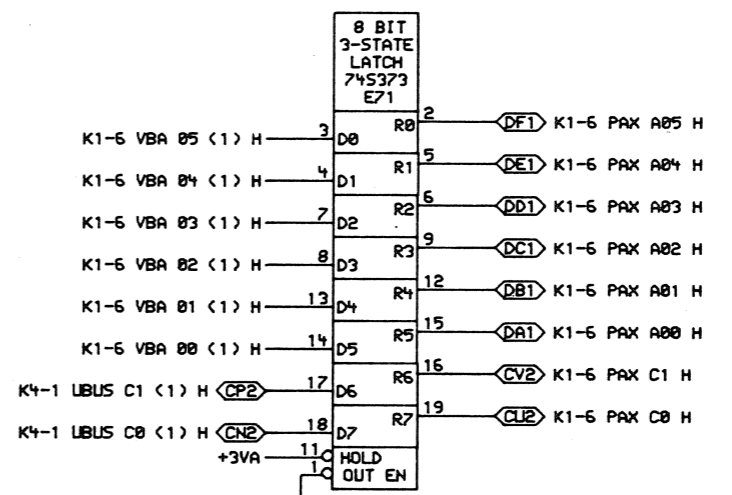 8 BIT
3-STATE
LATCH
74S373
E71
K1-6 VBA 05 (1) H 3 D0 R0 2 DF1 K1-6 PAX A05 H
K1-6 VBA 04 (1) H 4 D1 R1 5 DE1 K1-6 PAX A04 H
K1-6 VBA 03 (1) H 7 D2 R2 6 DD1 K1-6 PAX A03 H
K1-6 VBA 02 (1) H 8 D3 R3 9 DC1 K1-6 PAX A02 H
K1-6 VBA 01 (1) H 13 D4 R4 12 DB1 K1-6 PAX A01 H
K1-6 VBA 00 (1) H 14 D5 R5 15 DA1 K1-6 PAX A00 H
K4-1 UBUS C1 (1) H CP2 17 D6 R6 16 CV2 K1-6 PAX C1 H
K4-1 UBUS C0 (1) H CN2 18 D7 R7 19 CU2 K1-6 PAX C0 H
+3VA 11 HOLD
1 OUT EN